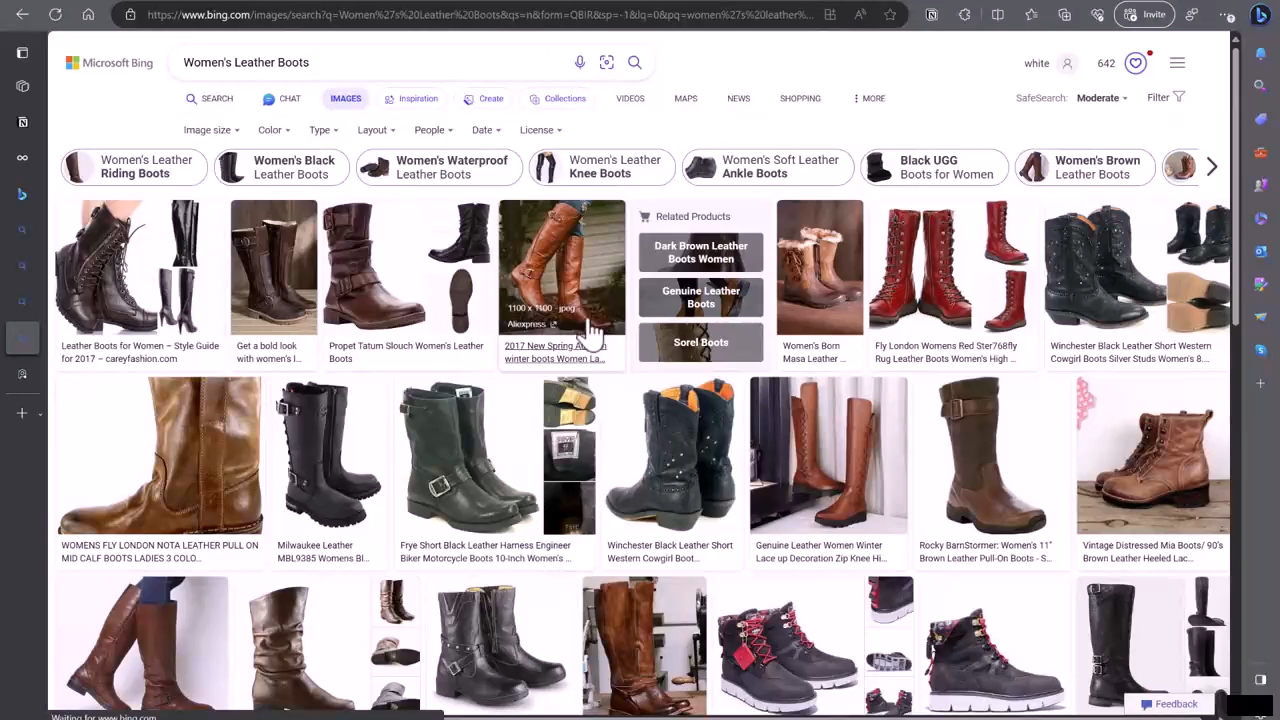 https://www.bing.com/images/search?q=Women%27s%20Leather%20Boots&qs=n&form=QBIR&sp=-1&lq=0&pq=women%27s%20leather%...
Invite
Microsoft Bing
Women's Leather Boots
white
642
SEARCH
CHAT
IMAGES
Inspiration
Create
Collections
VIDEOS
MAPS
NEWS
SHOPPING
MORE
SafeSearch: Moderate
Filter
Image size
Color
Type
Layout
People
Date
License
Women's Leather
Riding Boots
Women's Black
Leather Boots
Women's Waterproof
Leather Boots
Women's Leather
Knee Boots
Women's Soft Leather
Ankle Boots
Black UGG
Boots for Women
Women's Brown
Leather Boots
Related Products
Dark Brown Leather
Boots Women
Genuine Leather
Boots
Sorel Boots
1100 x 1100 · jpeg
Aliexpress
Leather Boots for Women – Style Guide
for 2017 – careyfashion.com
Get a bold look
with women's l...
Propet Tatum Slouch Women's Leather
Boots
2017 New Spring
winter boots Women La...
Women's Born
Masa Leather ...
Fly London Womens Red Ster768fly
Rug Leather Boots Women's High ...
Winchester Black Leather Short Western
Cowgirl Boots Silver Studs Women's 8....
WOMENS FLY LONDON NOTA LEATHER PULL ON
MID CALF BOOTS LADIES 3 COLO...
Milwaukee Leather
MBL9385 Womens Bl...
Frye Short Black Leather Harness Engineer
Biker Motorcycle Boots 10-Inch Women's ...
Winchester Black Leather Short
Western Cowgirl Boot...
Genuine Leather Women Winter
Lace up Decoration Zip Knee Hi...
Rocky BarnStormer: Women's 11"
Brown Leather Pull-On Boots - S...
Vintage Distressed Mia Boots/ 90's
Brown Leather Heeled Lac...
Feedback
Waiting for www.bing.com